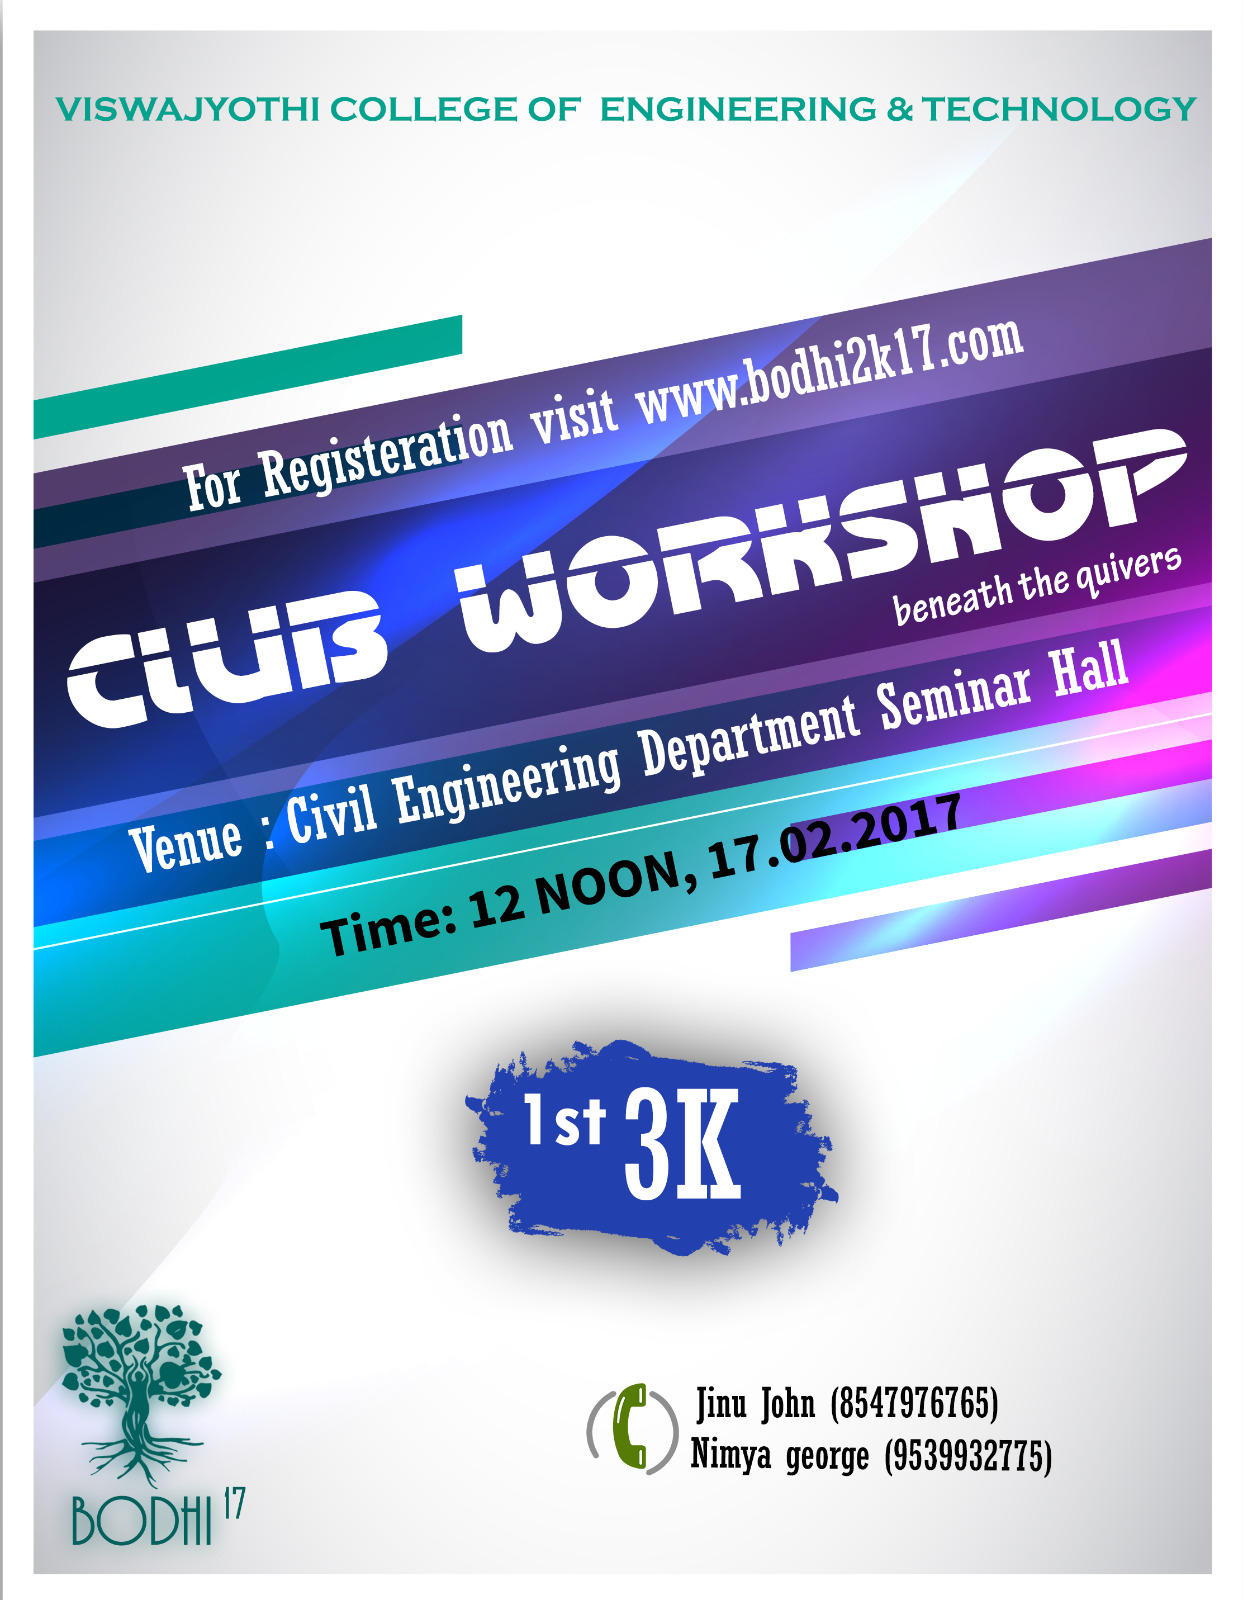 VISWAJYOTHI COLLEGE OF ENGINEERING & TECHNOLOGY
For Registeration visit www.bodhi2k17.com
CLUB WORKSHOP
beneath the quivers
Venue : Civil Engineering Department Seminar Hall
Time: 12 NOON, 17.02.2017
1st 3K
Jinu John (8547976765)
Nimya george (9539932775)
BODHI 17